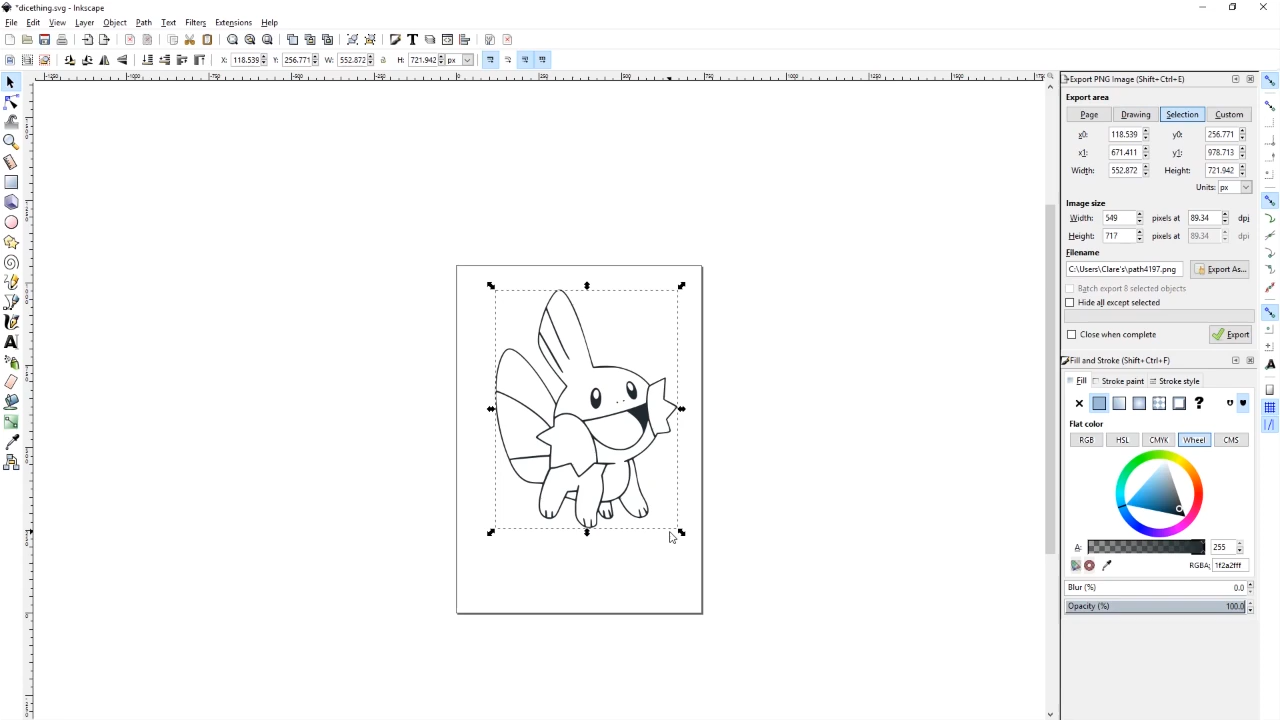 *dicething.svg - Inkscape
File Edit View Layer Object Path Text Filters Extensions Help
X: 118.539 Y: 256.771 W: 552.872 H: 721.942 px
Export PNG Image (Shift+Ctrl+E)
Export area
Page Drawing Selection Custom
x0: 118.539 y0: 256.771
x1: 671.411 y1: 978.713
Width: 552.872 Height: 721.942
Units: px
Image size
Width: 549 pixels at 89.34 dpi
Height: 717 pixels at 89.34 dpi
Filename
C:\Users\Clare's\path4197.png Export As...
Batch export 8 selected objects
Hide all except selected
Close when complete Export
Fill and Stroke (Shift+Ctrl+F)
Fill Stroke paint Stroke style
Flat color
RGB HSL CMYK Wheel CMS
A: 255
RGBA: 1f2a2fff
Blur (%) 0.0
Opacity (%) 100.0